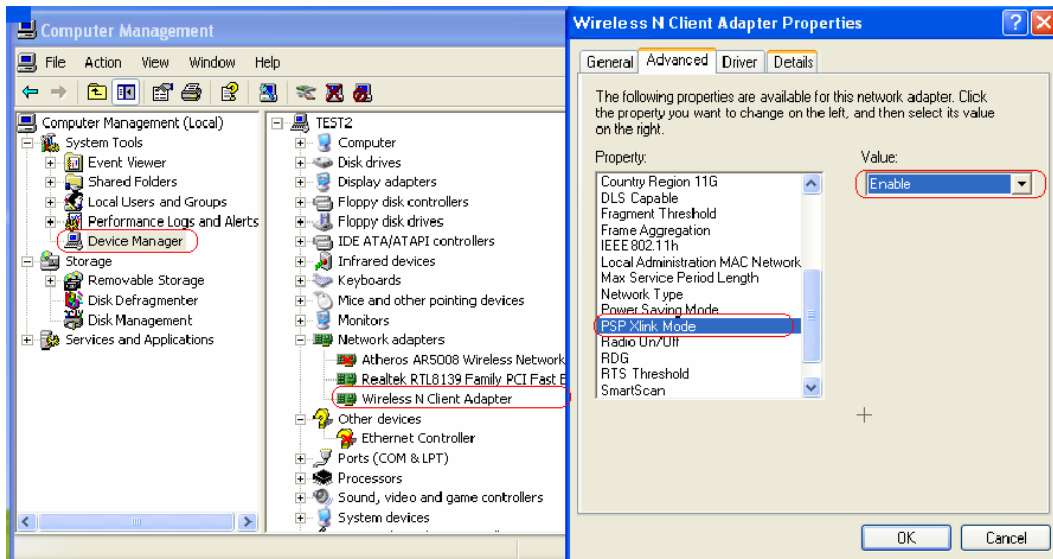 Computer Management
File Action View Window Help
Computer Management (Local)
System Tools
Event Viewer
Shared Folders
Local Users and Groups
Performance Logs and Alerts
Device Manager
Storage
Removable Storage
Disk Defragmenter
Disk Management
Services and Applications
TEST2
Computer
Disk drives
Display adapters
Floppy disk controllers
Floppy disk drives
IDE ATA/ATAPI controllers
Infrared devices
Keyboards
Mice and other pointing devices
Monitors
Network adapters
Atheros AR5008 Wireless Network
Realtek RTL8139 Family PCI Fast E
Wireless N Client Adapter
Other devices
Ethernet Controller
Ports (COM & LPT)
Processors
Sound, video and game controllers
System devices
Wireless N Client Adapter Properties
General Advanced Driver Details
The following properties are available for this network adapter. Click
the property you want to change on the left, and then select its value
on the right.
Property:
Country Region 11G
DLS Capable
Fragment Threshold
Frame Aggregation
IEEE802.11h
Local Administration MAC Network
Max Service Period Length
Network Type
Power Saving Mode
PSP Xlink Mode
Radio On/Off
RDG
RTS Threshold
SmartScan
Value:
Enable
OK Cancel